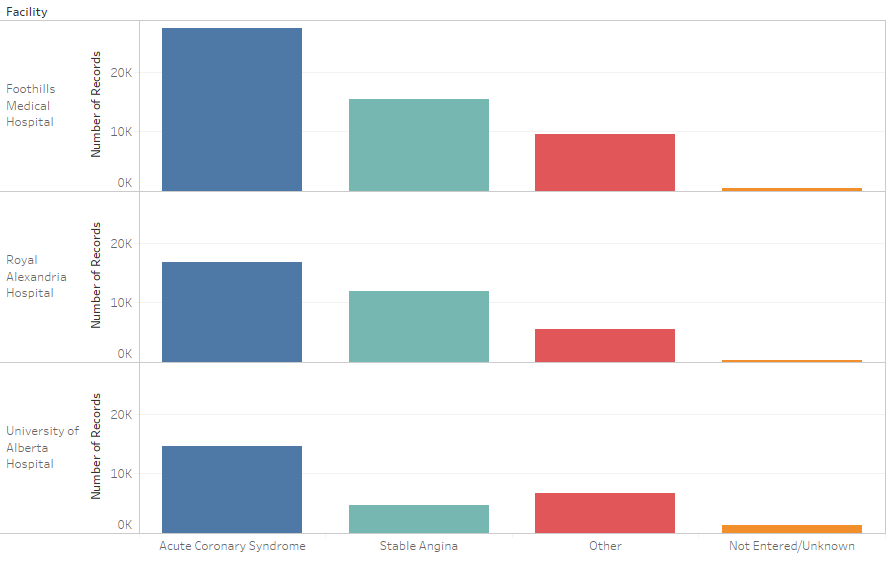 Facility
Foothills
Medical
Hospital
Number of Records
20K
10K
0K
Royal
Alexandria
Hospital
Number of Records
20K
10K
0K
University of
Alberta
Hospital
Number of Records
20K
10K
0K
Acute Coronary Syndrome
Stable Angina
Other
Not Entered/Unknown